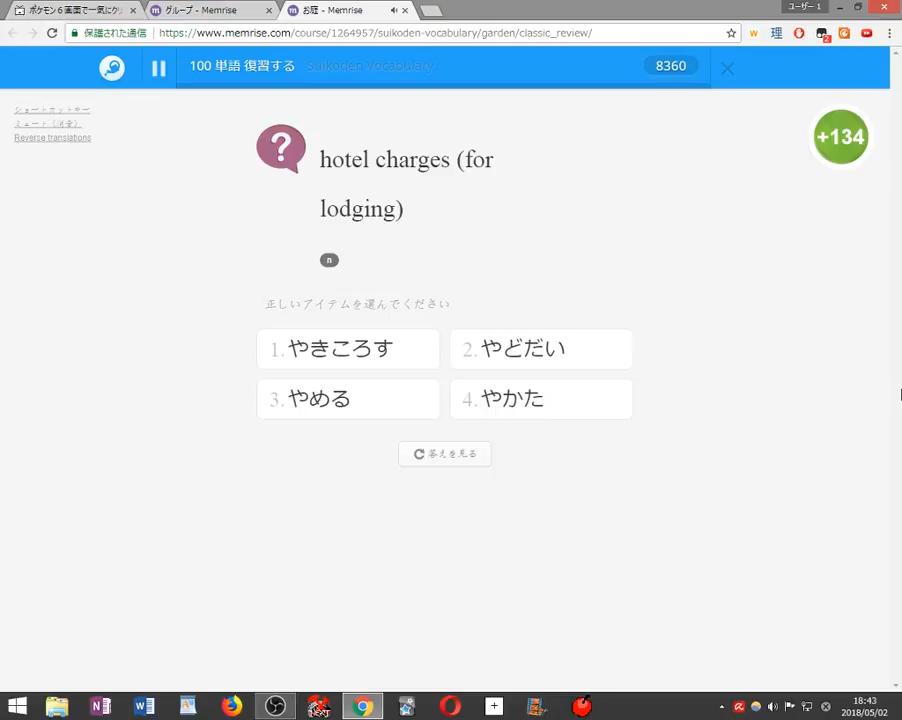 ポケモン６画面で一気にク
グループ - Memrise
お庭 - Memrise
ユーザー 1
保護された通信
https://www.memrise.com/course/1264957/suikoden-vocabulary/garden/classic_review/
100 単語 復習する
Suikoden Vocabulary
8360
ショートカットキー
ミュート（消音）
Reverse translations
+134
hotel charges (for
lodging)
n
正しいアイテムを選んでください
1. やきころす
2. やどだい
3. やめる
4. やかた
答えを見る
18:43
2018/05/02